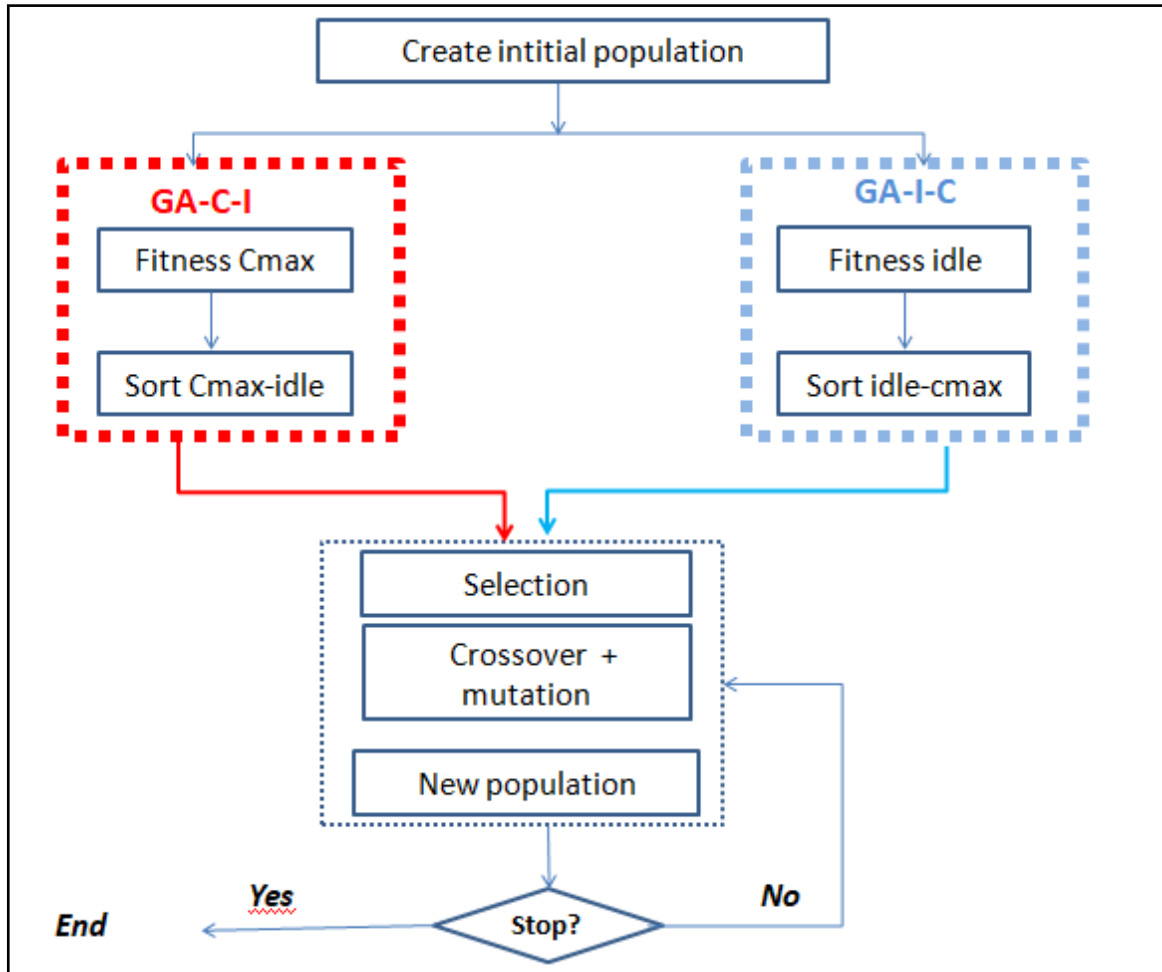 Create intitial population
GA-C-I
Fitness Cmax
Sort Cmax-idle
GA-I-C
Fitness idle
Sort idle-cmax
Selection
Crossover +
mutation
New population
Stop?
Yes
No
End